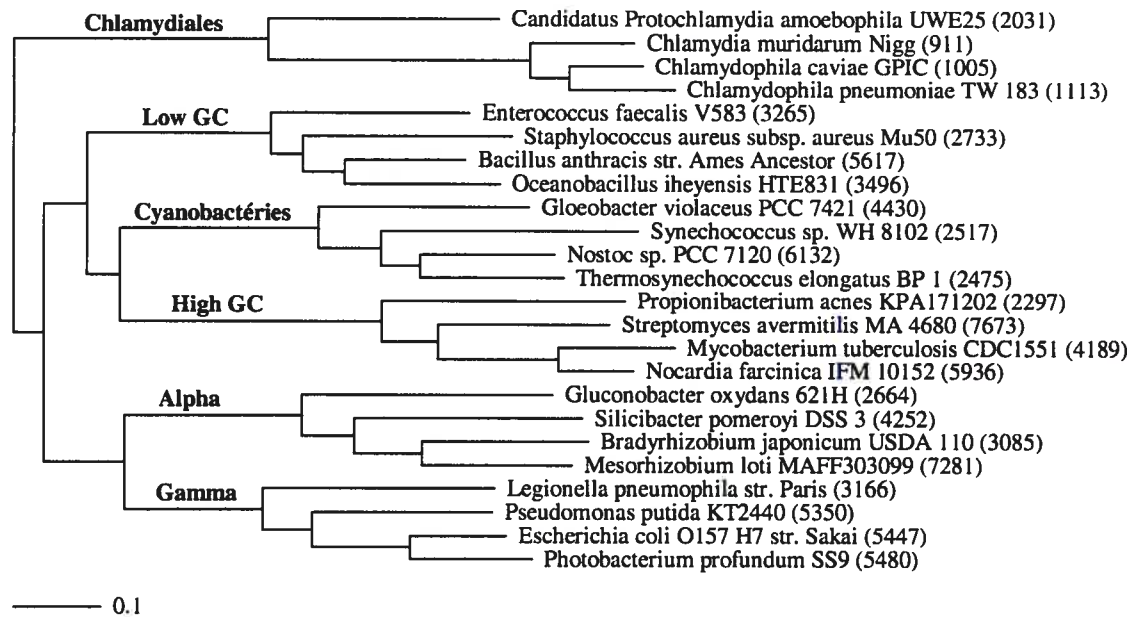 Chlamydiales
Candidatus Protochlamydia amoebophila UWE25 (2031)
Chlamydia muridarum Nigg (911)
Chlamydophila caviae GPIC (1005)
Chlamydophila pneumoniae TW 183 (1113)
Low GC
Enterococcus faecalis V583 (3265)
Staphylococcus aureus subsp. aureus Mu50 (2733)
Bacillus anthracis str. Ames Ancestor (5617)
Oceanobacillus iheyensis HTE831 (3496)
Cyanobactéries
Gloeobacter violaceus PCC 7421 (4430)
Synechococcus sp. WH 8102 (2517)
Nostoc sp. PCC 7120 (6132)
Thermosynechococcus elongatus BP 1 (2475)
High GC
Propionibacterium acnes KPA171202 (2297)
Streptomyces avermitilis MA 4680 (7673)
Mycobacterium tuberculosis CDC1551 (4189)
Nocardia farcinica IFM 10152 (5936)
Alpha
Gluconobacter oxydans 621H (2664)
Silicibacter pomeroyi DSS 3 (4252)
Bradyrhizobium japonicum USDA 110 (3085)
Mesorhizobium loti MAFF303099 (7281)
Gamma
Legionella pneumophila str. Paris (3166)
Pseudomonas putida KT2440 (5350)
Escherichia coli O157 H7 str. Sakai (5447)
Photobacterium profundum SS9 (5480)
0.1